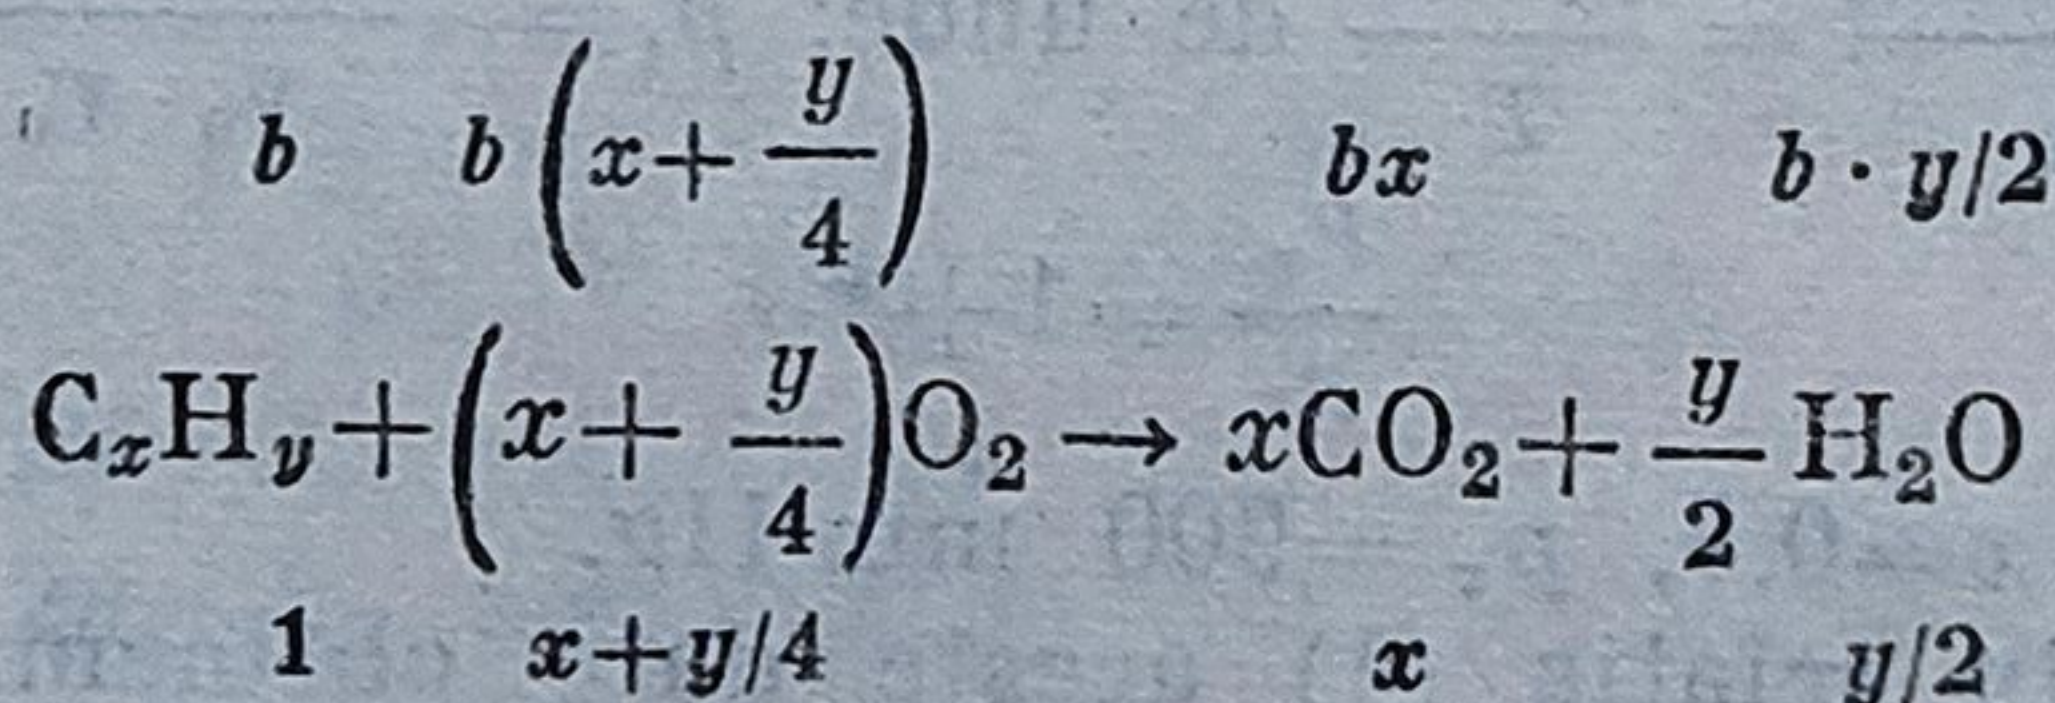 b b(x+y/4) bx b · y/2
CₓHᵧ+(x+y/4)O₂→xCO₂+y/2 H₂O
1 x+y/4 x y/2